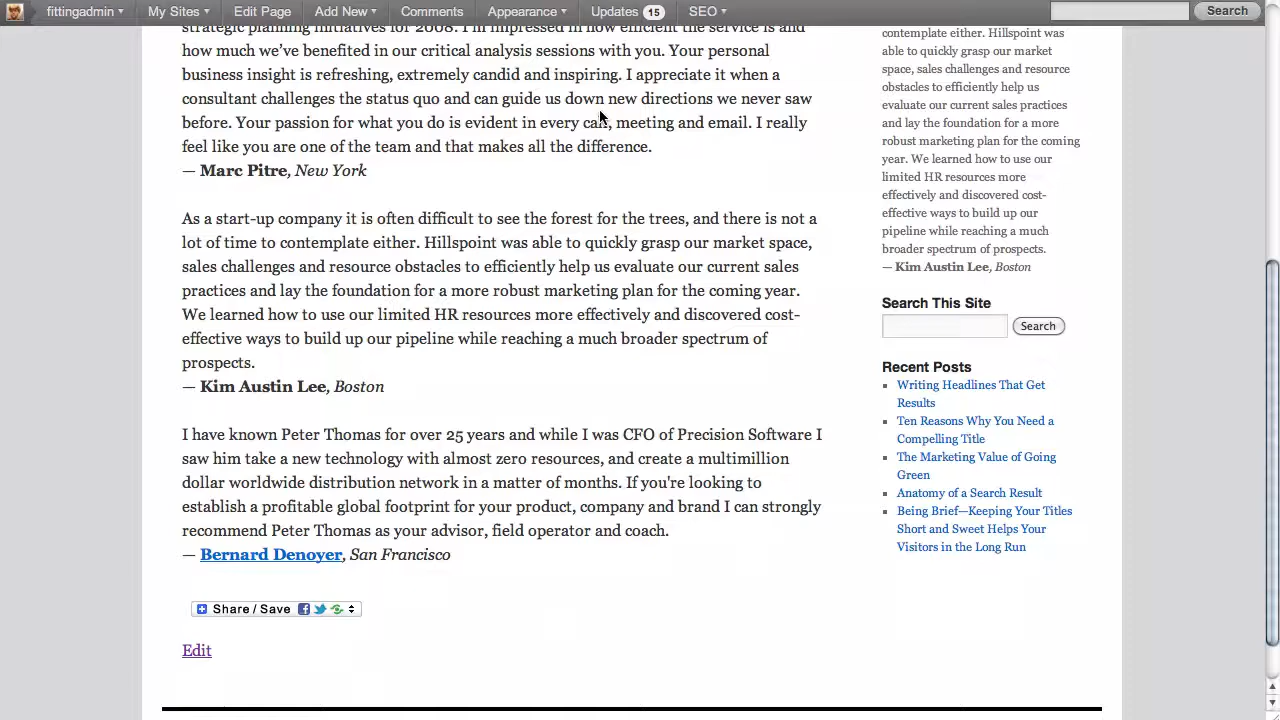 fittingadmin My Sites Edit Page Add New Comments Appearance Updates 15 SEO Search
strategic planning initiatives for 2008. I'm impressed in how efficient the service is and
how much we've benefited in our critical analysis sessions with you. Your personal
business insight is refreshing, extremely candid and inspiring. I appreciate it when a
consultant challenges the status quo and can guide us down new directions we never saw
before. Your passion for what you do is evident in every call, meeting and email. I really
feel like you are one of the team and that makes all the difference.
— Marc Pitre, New York
As a start-up company it is often difficult to see the forest for the trees, and there is not a
lot of time to contemplate either. Hillspoint was able to quickly grasp our market space,
sales challenges and resource obstacles to efficiently help us evaluate our current sales
practices and lay the foundation for a more robust marketing plan for the coming year.
We learned how to use our limited HR resources more effectively and discovered cost-
effective ways to build up our pipeline while reaching a much broader spectrum of
prospects.
— Kim Austin Lee, Boston
I have known Peter Thomas for over 25 years and while I was CFO of Precision Software I
saw him take a new technology with almost zero resources, and create a multimillion
dollar worldwide distribution network in a matter of months. If you're looking to
establish a profitable global footprint for your product, company and brand I can strongly
recommend Peter Thomas as your advisor, field operator and coach.
— Bernard Denoyer, San Francisco
Share / Save
Edit
contemplate either. Hillspoint was
able to quickly grasp our market
space, sales challenges and resource
obstacles to efficiently help us
evaluate our current sales practices
and lay the foundation for a more
robust marketing plan for the coming
year. We learned how to use our
limited HR resources more
effectively and discovered cost-
effective ways to build up our
pipeline while reaching a much
broader spectrum of prospects.
— Kim Austin Lee, Boston
Search This Site
Search
Recent Posts
Writing Headlines That Get
Results
Ten Reasons Why You Need a
Compelling Title
The Marketing Value of Going
Green
Anatomy of a Search Result
Being Brief—Keeping Your Titles
Short and Sweet Helps Your
Visitors in the Long Run